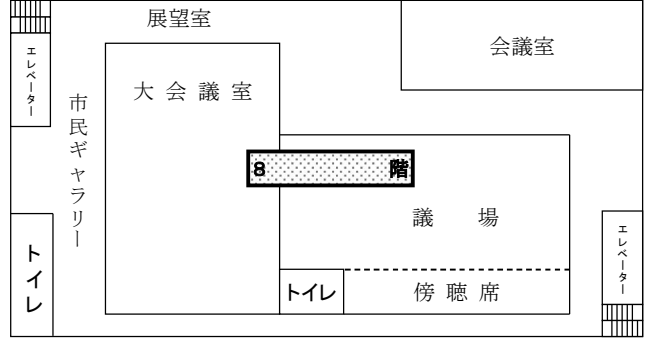 展望室
会議室
エレベーター
大会議室
市民ギャラリー
8 階
議 場
エレベーター
トイレ
トイレ
傍聴席